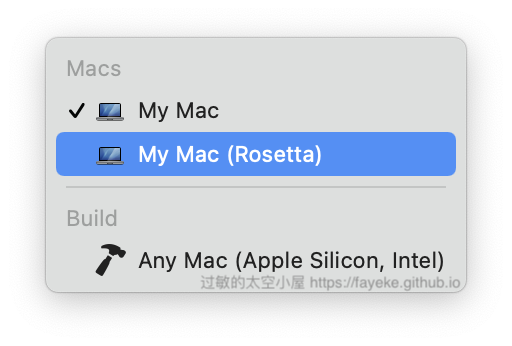 Macs
My Mac
My Mac (Rosetta)
Build
Any Mac (Apple Silicon, Intel)
过敏的太空小屋 https://fayeke.github.io